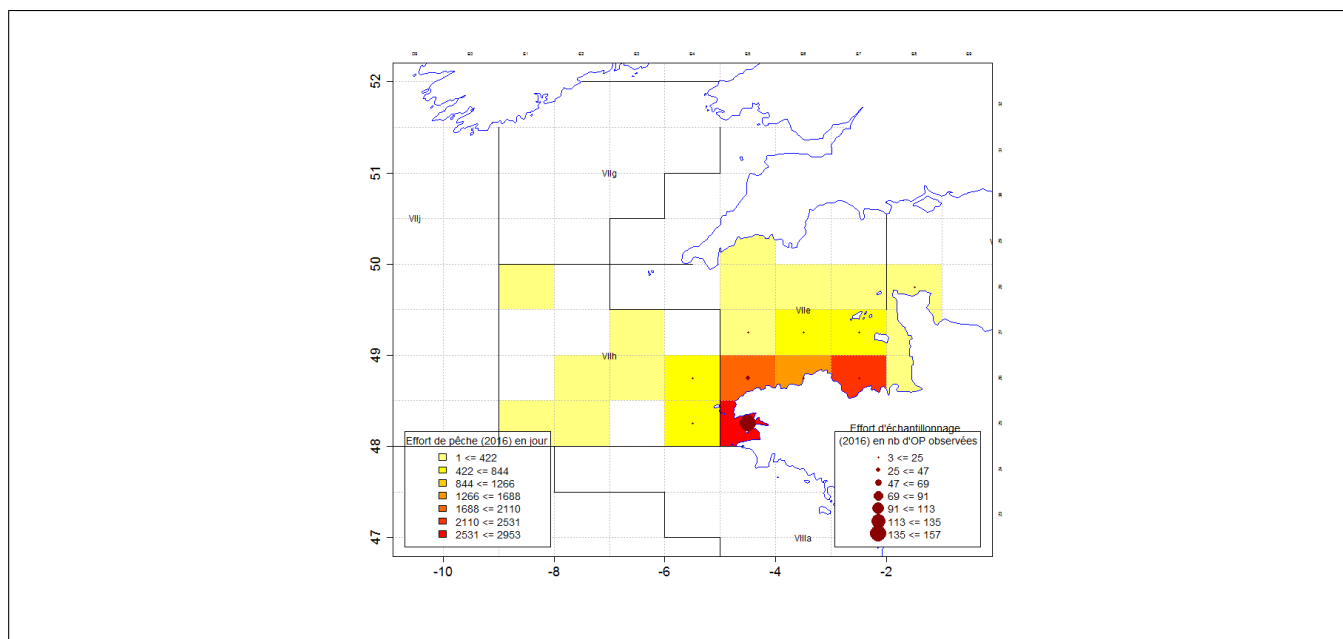 52
51
50
49
48
47
-10
-8
-6
-4
-2
VIIg
VIIj
VIIe
VIIh
VIIIa
Effort de pêche (2016) en jour
1 <= 422
422 <= 844
844 <= 1266
1266 <= 1688
1688 <= 2110
2110 <= 2531
2531 <= 2953
Effort d'échantillonnage
(2016) en nb d'OP observées
3 <= 25
25 <= 47
47 <= 69
69 <= 91
91 <= 113
113 <= 135
135 <= 157